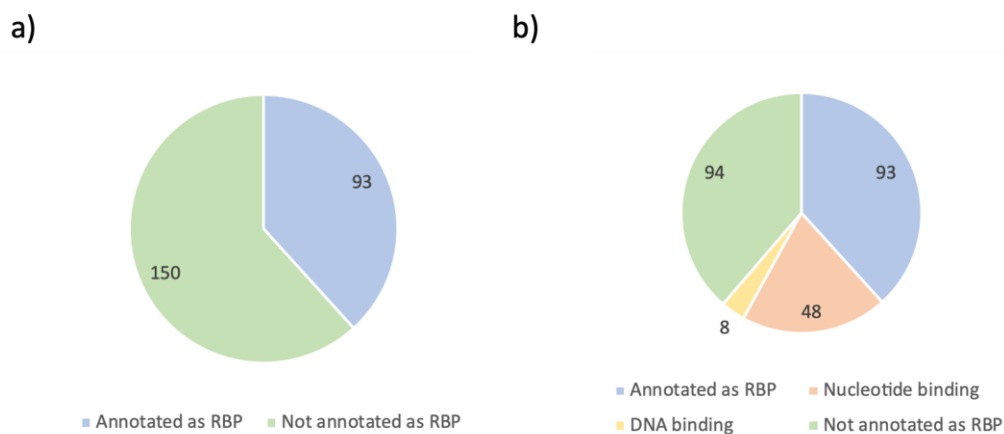 a)
93
150
Annotated as RBP Not annotated as RBP
b)
94
93
48
8
Annotated as RBP Nucleotide binding
DNA binding Not annotated as RBP